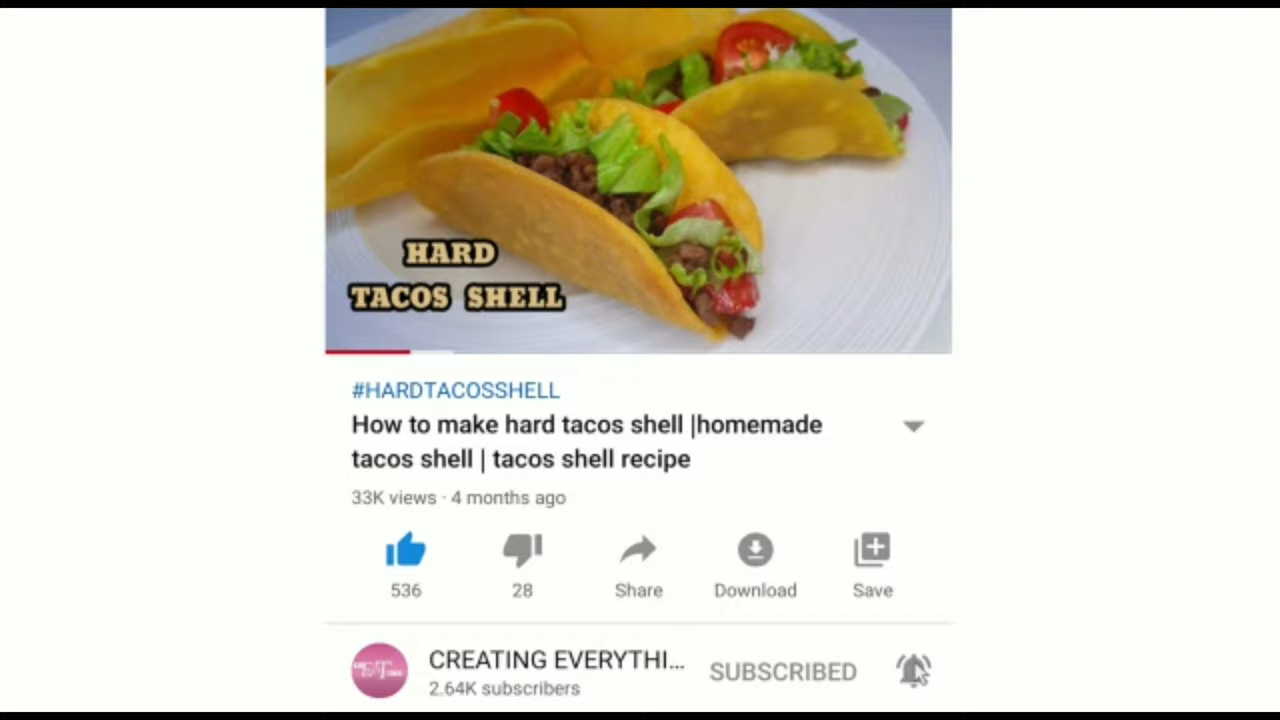 HARD
TACOS SHELL
#HARDTACOSSHELL
How to make hard tacos shell |homemade
tacos shell | tacos shell recipe
33K views · 4 months ago
536
28
Share
Download
Save
CREATING EVERYTHI...
SUBSCRIBED
2.64K subscribers